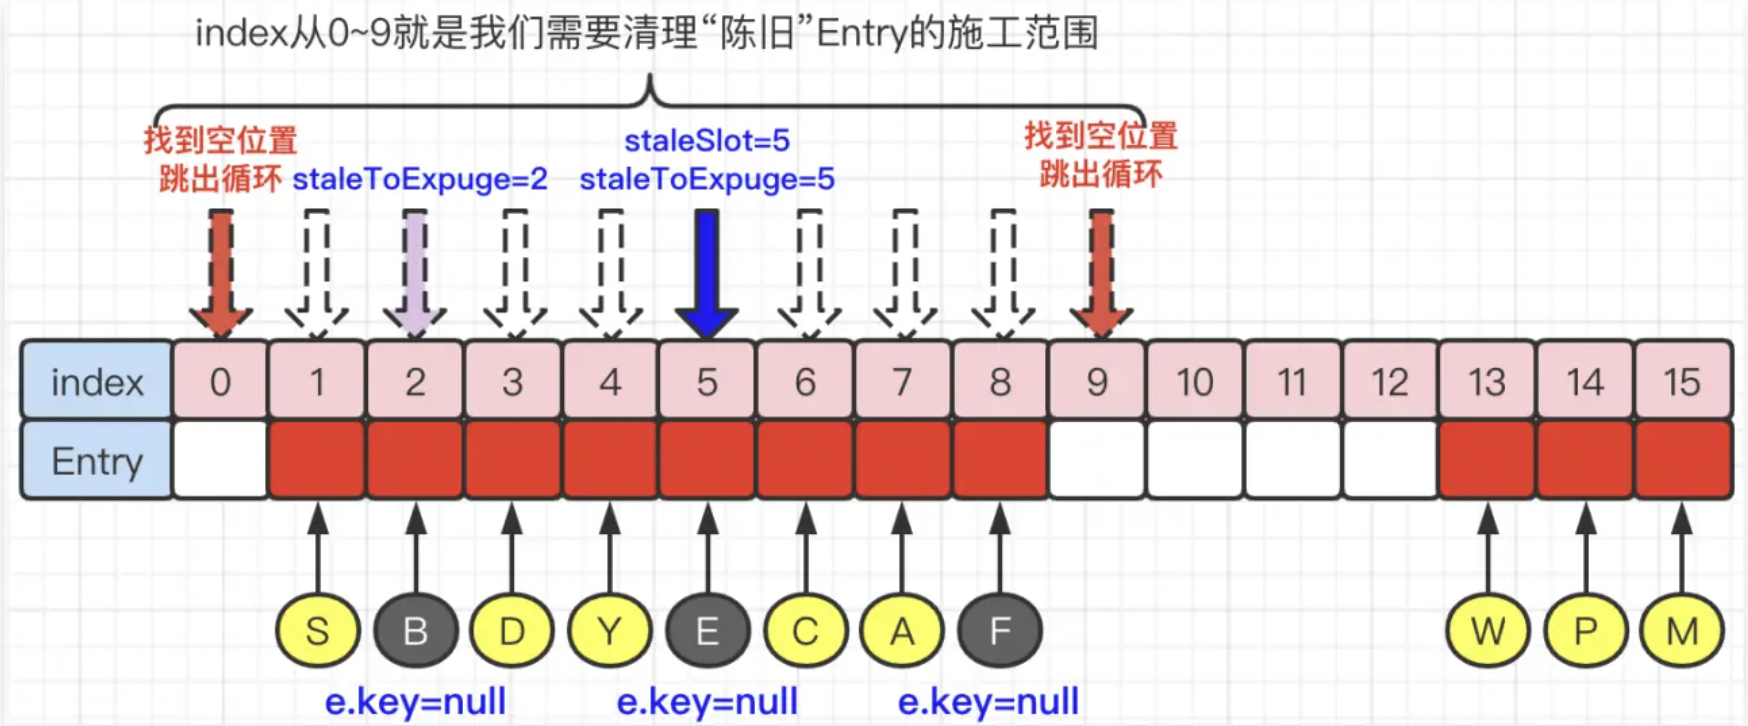 index从0~9就是我们需要清理“陈旧”Entry的施工范围
找到空位置
跳出循环
staleToExpuge=2
staleSlot=5
staleToExpuge=5
找到空位置
跳出循环
index 0 1 2 3 4 5 6 7 8 9 10 11 12 13 14 15
Entry
S B D Y E C A F W P M
e.key=null e.key=null e.key=null